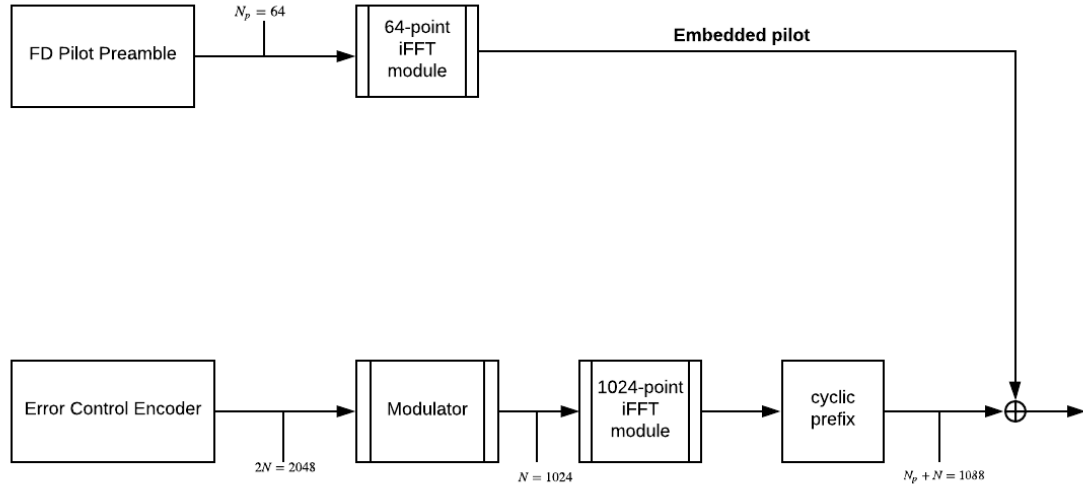 N_p = 64
FD Pilot Preamble
64-point
iFFT
module
Embedded pilot
Error Control Encoder
2N = 2048
Modulator
N = 1024
1024-point
iFFT
module
cyclic
prefix
N_p + N = 1088